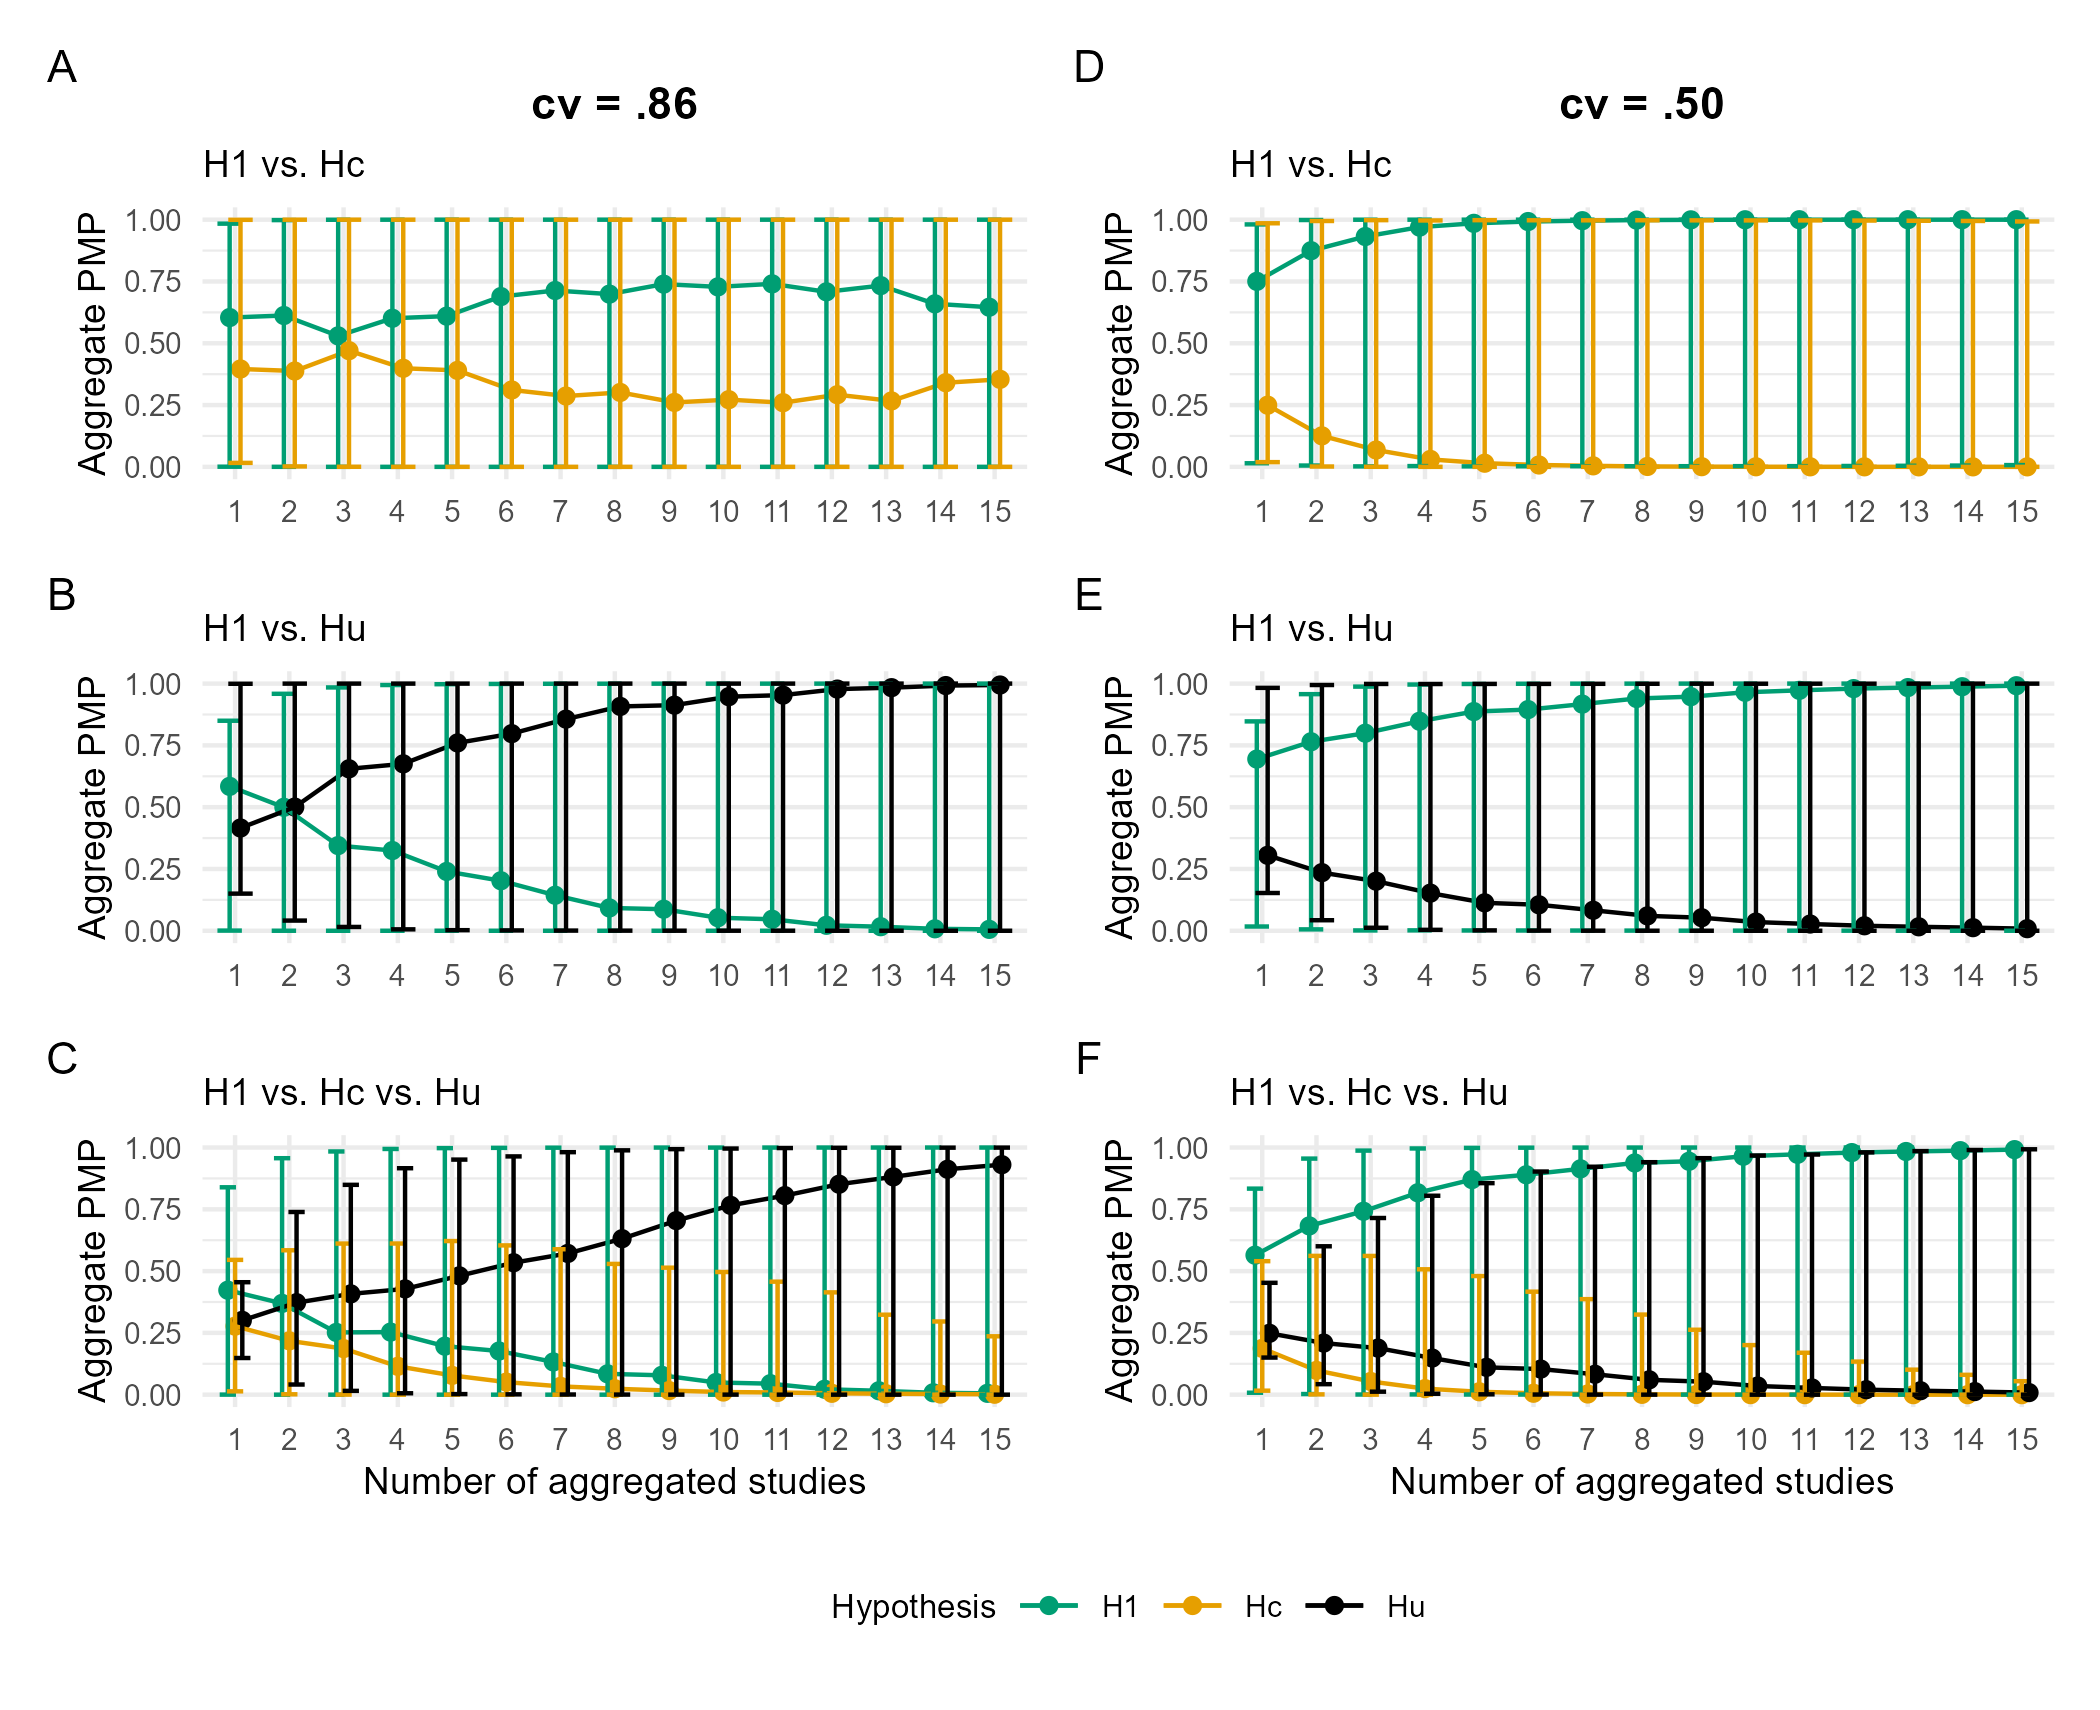 A
cv = .86
H1 vs. Hc
Aggregate PMP
1.00
0.75
0.50
0.25
0.00
1 2 3 4 5 6 7 8 9 10 11 12 13 14 15
B
H1 vs. Hu
Aggregate PMP
1.00
0.75
0.50
0.25
0.00
1 2 3 4 5 6 7 8 9 10 11 12 13 14 15
C
H1 vs. Hc vs. Hu
Aggregate PMP
1.00
0.75
0.50
0.25
0.00
1 2 3 4 5 6 7 8 9 10 11 12 13 14 15
Number of aggregated studies
D
cv = .50
H1 vs. Hc
Aggregate PMP
1.00
0.75
0.50
0.25
0.00
1 2 3 4 5 6 7 8 9 10 11 12 13 14 15
E
H1 vs. Hu
Aggregate PMP
1.00
0.75
0.50
0.25
0.00
1 2 3 4 5 6 7 8 9 10 11 12 13 14 15
F
H1 vs. Hc vs. Hu
Aggregate PMP
1.00
0.75
0.50
0.25
0.00
1 2 3 4 5 6 7 8 9 10 11 12 13 14 15
Number of aggregated studies
Hypothesis H1 Hc Hu